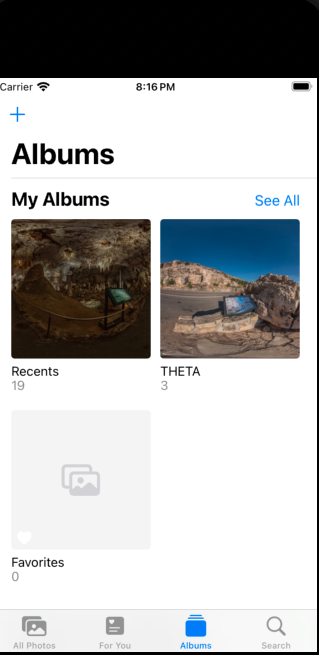 Carrier 8:16 PM
Albums
My Albums See All
Recents THETA
19 3
Favorites
0
All Photos For You Albums Search